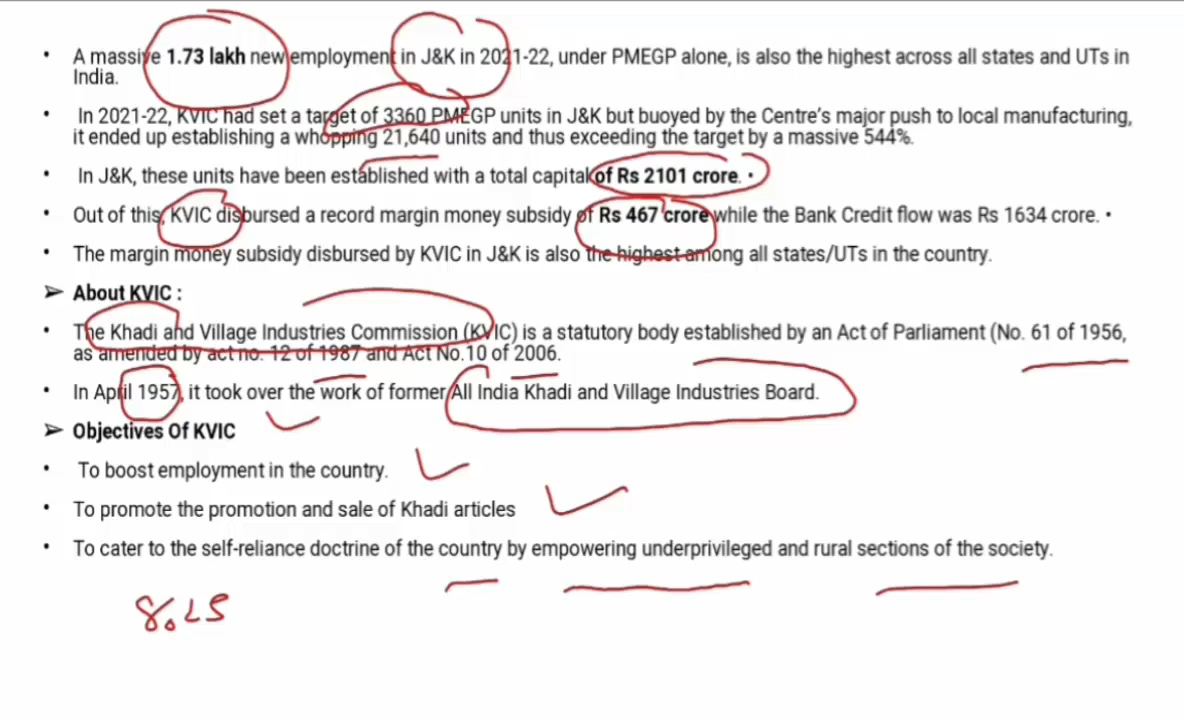 • A massive 1.73 lakh new employment in J&K in 2021-22, under PMEGP alone, is also the highest across all states and UTs in
India.
• In 2021-22, KVIC had set a target of 3360 PMEGP units in J&K but buoyed by the Centre's major push to local manufacturing,
it ended up establishing a whopping 21,640 units and thus exceeding the target by a massive 544%.
• In J&K, these units have been established with a total capital of Rs 2101 crore. •
• Out of this, KVIC disbursed a record margin money subsidy of Rs 467 crore while the Bank Credit flow was Rs 1634 crore. •
• The margin money subsidy disbursed by KVIC in J&K is also the highest among all states/UTs in the country.
➢ About KVIC :
• The Khadi and Village Industries Commission (KVIC) is a statutory body established by an Act of Parliament (No. 61 of 1956,
as amended by act no. 12 of 1987 and Act No.10 of 2006.
• In April 1957, it took over the work of former All India Khadi and Village Industries Board.
➢ Objectives Of KVIC
• To boost employment in the country.
• To promote the promotion and sale of Khadi articles
• To cater to the self-reliance doctrine of the country by empowering underprivileged and rural sections of the society.
8.25